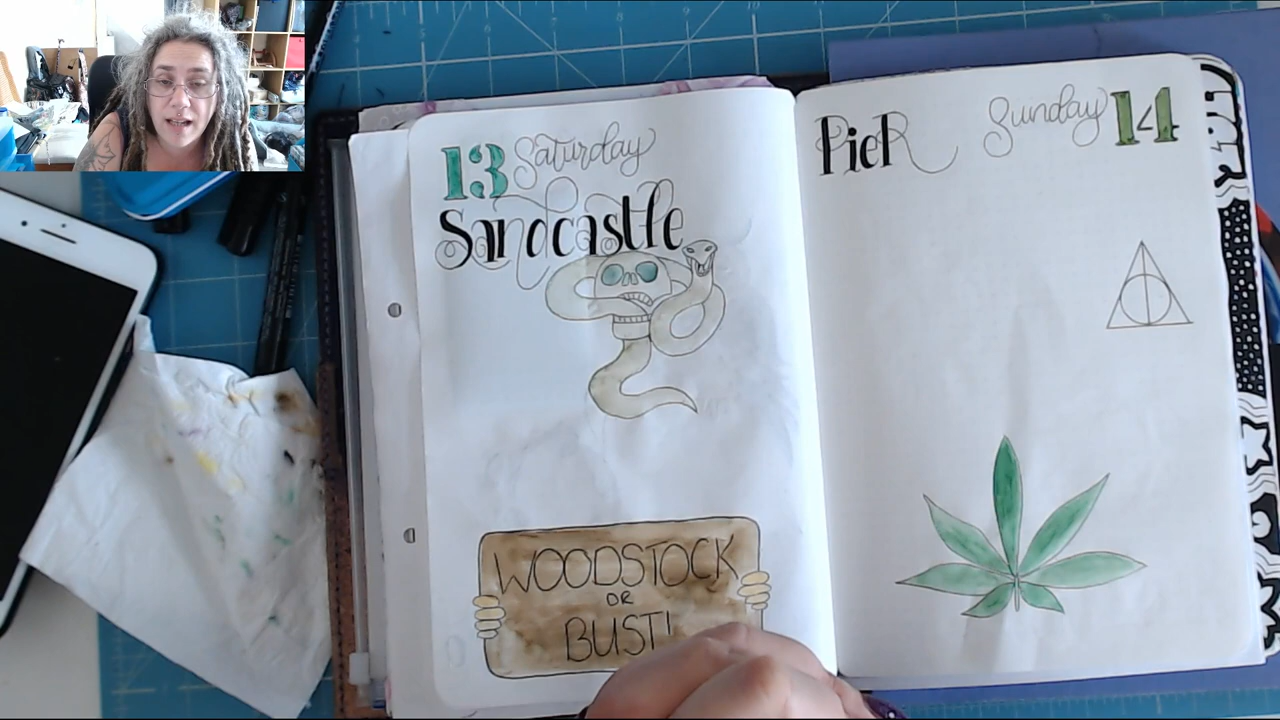 13 Saturday
Sandcastle
WOODSTOCK
OR
BUST!
PieR
Sunday 14